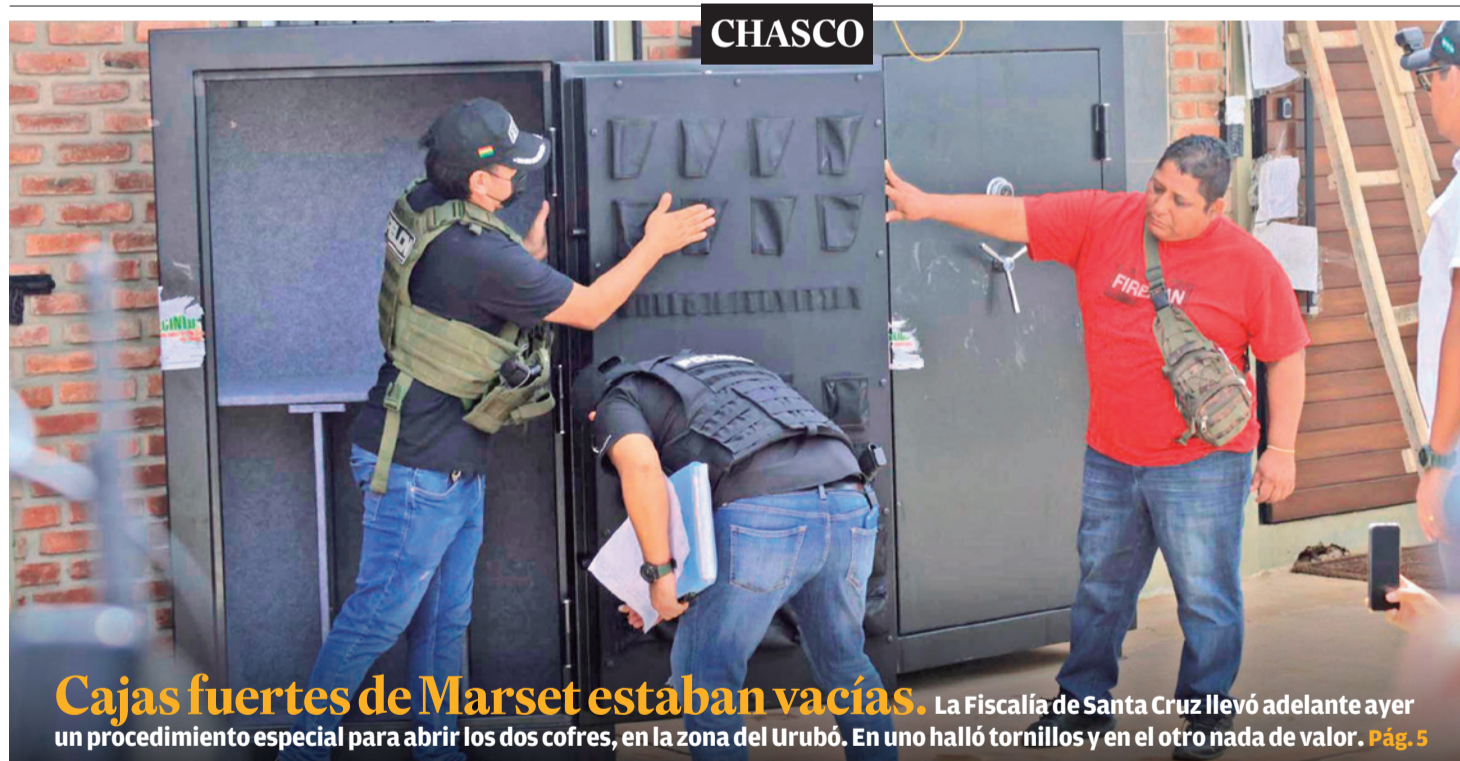 CHASCO
FELCN
FIREMAN
Cajas fuertes de Marset estaban vacías. La Fiscalía de Santa Cruz llevó adelante ayer
un procedimiento especial para abrir los dos cofres, en la zona del Urubó. En uno halló tornillos y en el otro nada de valor. Pág. 5